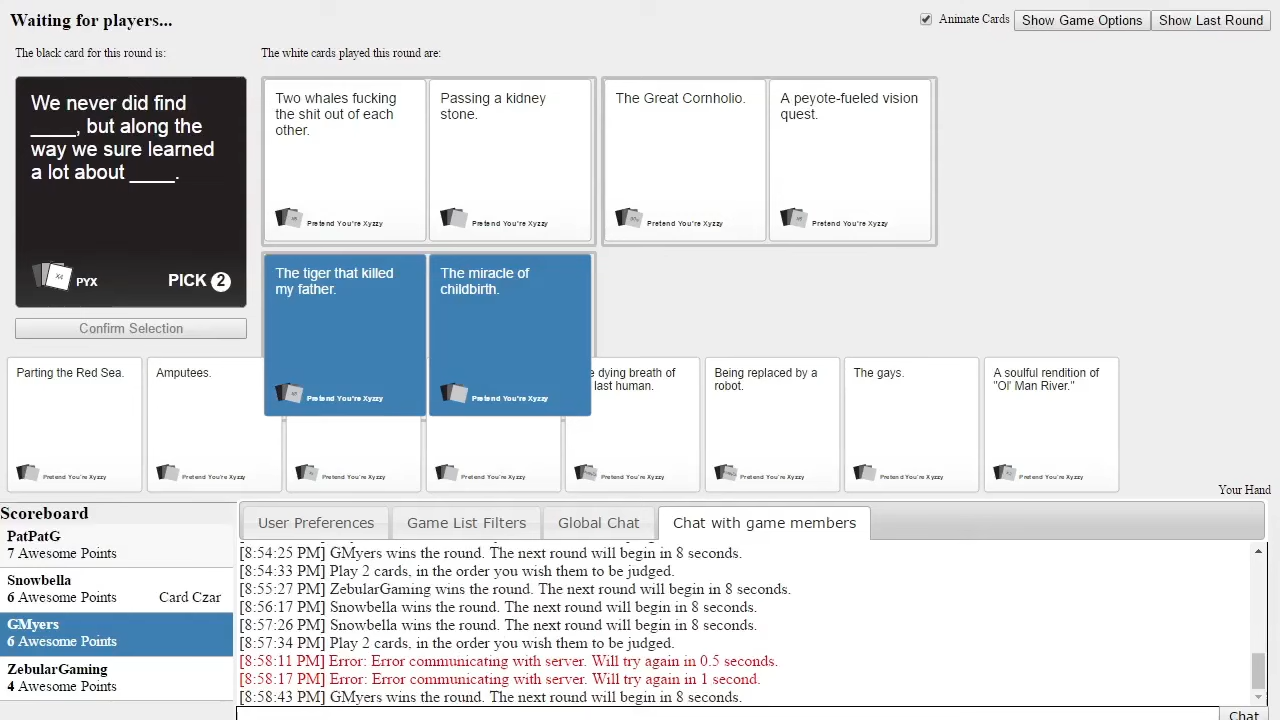 Waiting for players...
Animate Cards
Show Game Options
Show Last Round
The black card for this round is:
The white cards played this round are:
We never did find
____, but along the
way we sure learned
a lot about ____.
PYX
PICK 2
Confirm Selection
Two whales fucking
the shit out of each
other.
Pretend You're Xyzzy
Passing a kidney
stone.
Pretend You're Xyzzy
The Great Cornholio.
Pretend You're Xyzzy
A peyote-fueled vision
quest.
Pretend You're Xyzzy
The tiger that killed
my father.
Pretend You're Xyzzy
The miracle of
childbirth.
Pretend You're Xyzzy
Parting the Red Sea.
Pretend You're Xyzzy
Amputees.
Pretend You're Xyzzy
Pretend You're Xyzzy
Pretend You're Xyzzy
dying breath of
last human.
Pretend You're Xyzzy
Being replaced by a
robot.
Pretend You're Xyzzy
The gays.
Pretend You're Xyzzy
A soulful rendition of
"Ol' Man River."
Pretend You're Xyzzy
Your Hand
Scoreboard
PatPatG
7 Awesome Points
Snowbella
6 Awesome Points Card Czar
GMyers
6 Awesome Points
ZebularGaming
4 Awesome Points
User Preferences
Game List Filters
Global Chat
Chat with game members
[8:54:25 PM] GMyers wins the round. The next round will begin in 8 seconds.
[8:54:33 PM] Play 2 cards, in the order you wish them to be judged.
[8:55:27 PM] ZebularGaming wins the round. The next round will begin in 8 seconds.
[8:56:17 PM] Snowbella wins the round. The next round will begin in 8 seconds.
[8:57:26 PM] Snowbella wins the round. The next round will begin in 8 seconds.
[8:57:34 PM] Play 2 cards, in the order you wish them to be judged.
[8:58:11 PM] Error: Error communicating with server. Will try again in 0.5 seconds.
[8:58:17 PM] Error: Error communicating with server. Will try again in 1 second.
[8:58:43 PM] GMyers wins the round. The next round will begin in 8 seconds.
Chat